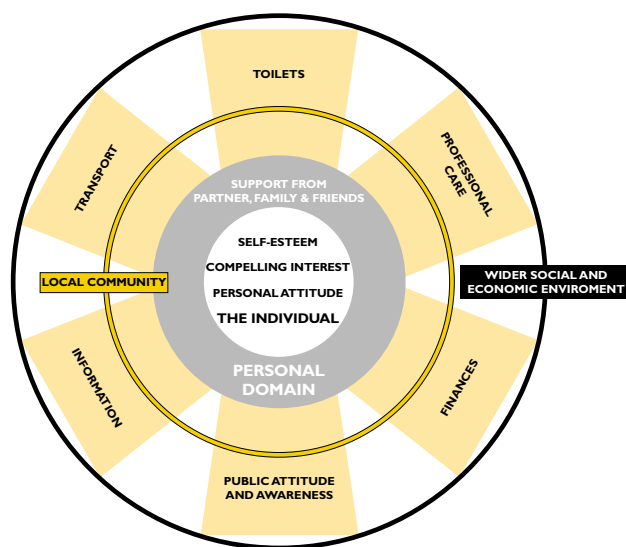 TOILETS
TRANSPORT
PROFESSIONAL
CARE
SUPPORT FROM
PARTNER, FAMILY & FRIENDS
SELF-ESTEEM
COMPELLING INTEREST
PERSONAL ATTITUDE
THE INDIVIDUAL
LOCAL COMMUNITY
WIDER SOCIAL AND
ECONOMIC ENVIROMENT
PERSONAL
DOMAIN
INFORMATION
FINANCES
PUBLIC ATTITUDE
AND AWARENESS